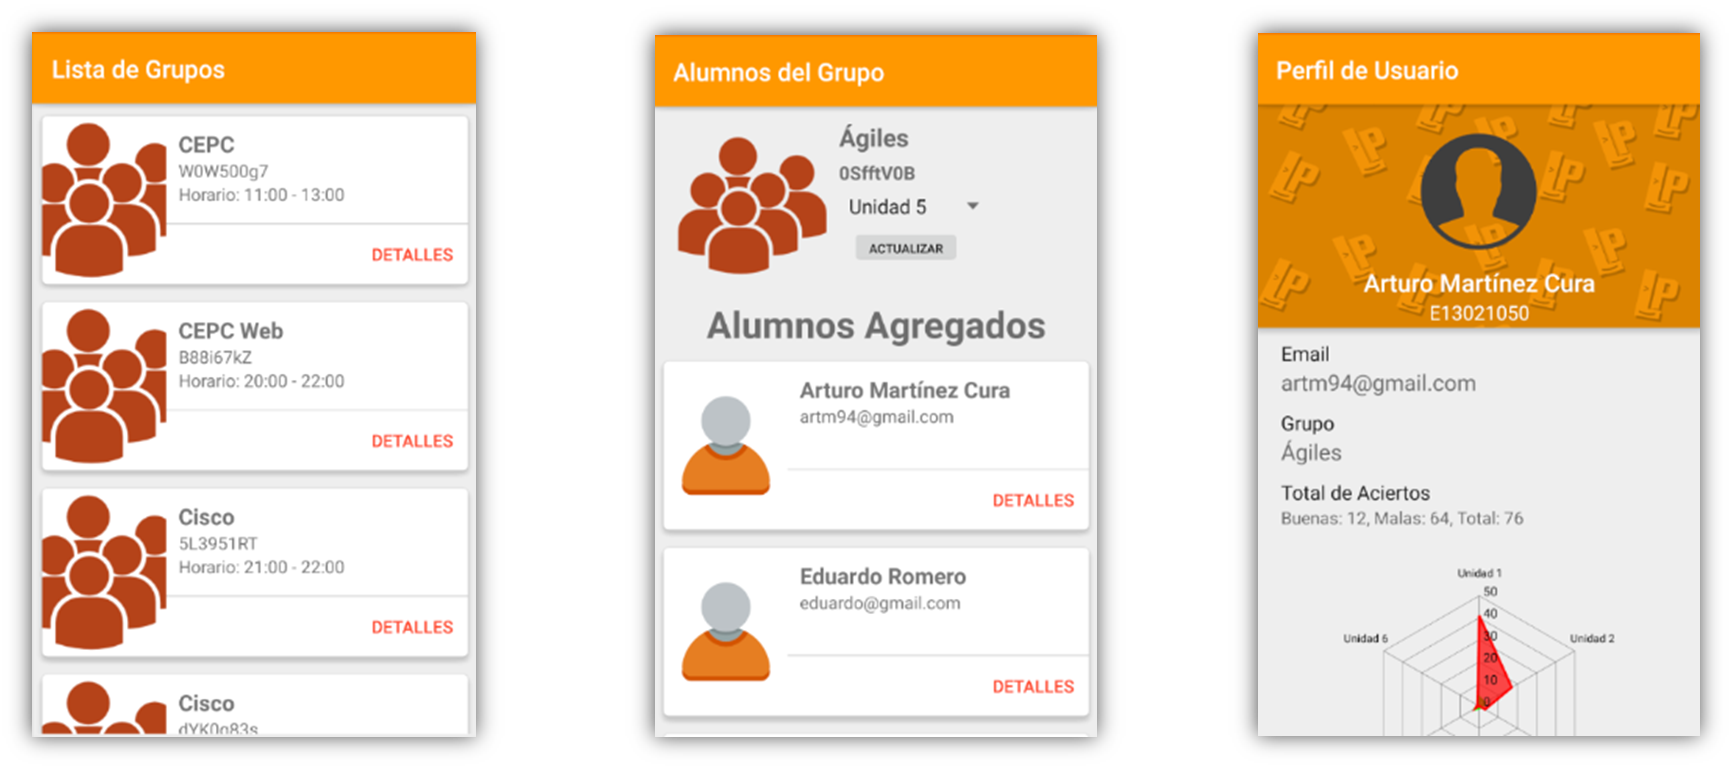 Lista de Grupos
CEPC
W0W500g7
Horario: 11:00 - 13:00
DETALLES
CEPC Web
B88i67kZ
Horario: 20:00 - 22:00
DETALLES
Cisco
5L3951RT
Horario: 21:00 - 22:00
DETALLES
Cisco
dYK0g83s
Alumnos del Grupo
Ágiles
0SfftV0B
Unidad 5
ACTUALIZAR
Alumnos Agregados
Arturo Martínez Cura
artm94@gmail.com
DETALLES
Eduardo Romero
eduardo@gmail.com
DETALLES
Perfil de Usuario
Arturo Martínez Cura
E13021050
Email
artm94@gmail.com
Grupo
Ágiles
Total de Aciertos
Buenas: 12, Malas: 64, Total: 76
Unidad 1
50
40
Unidad 6
30
Unidad 2
20
10
0